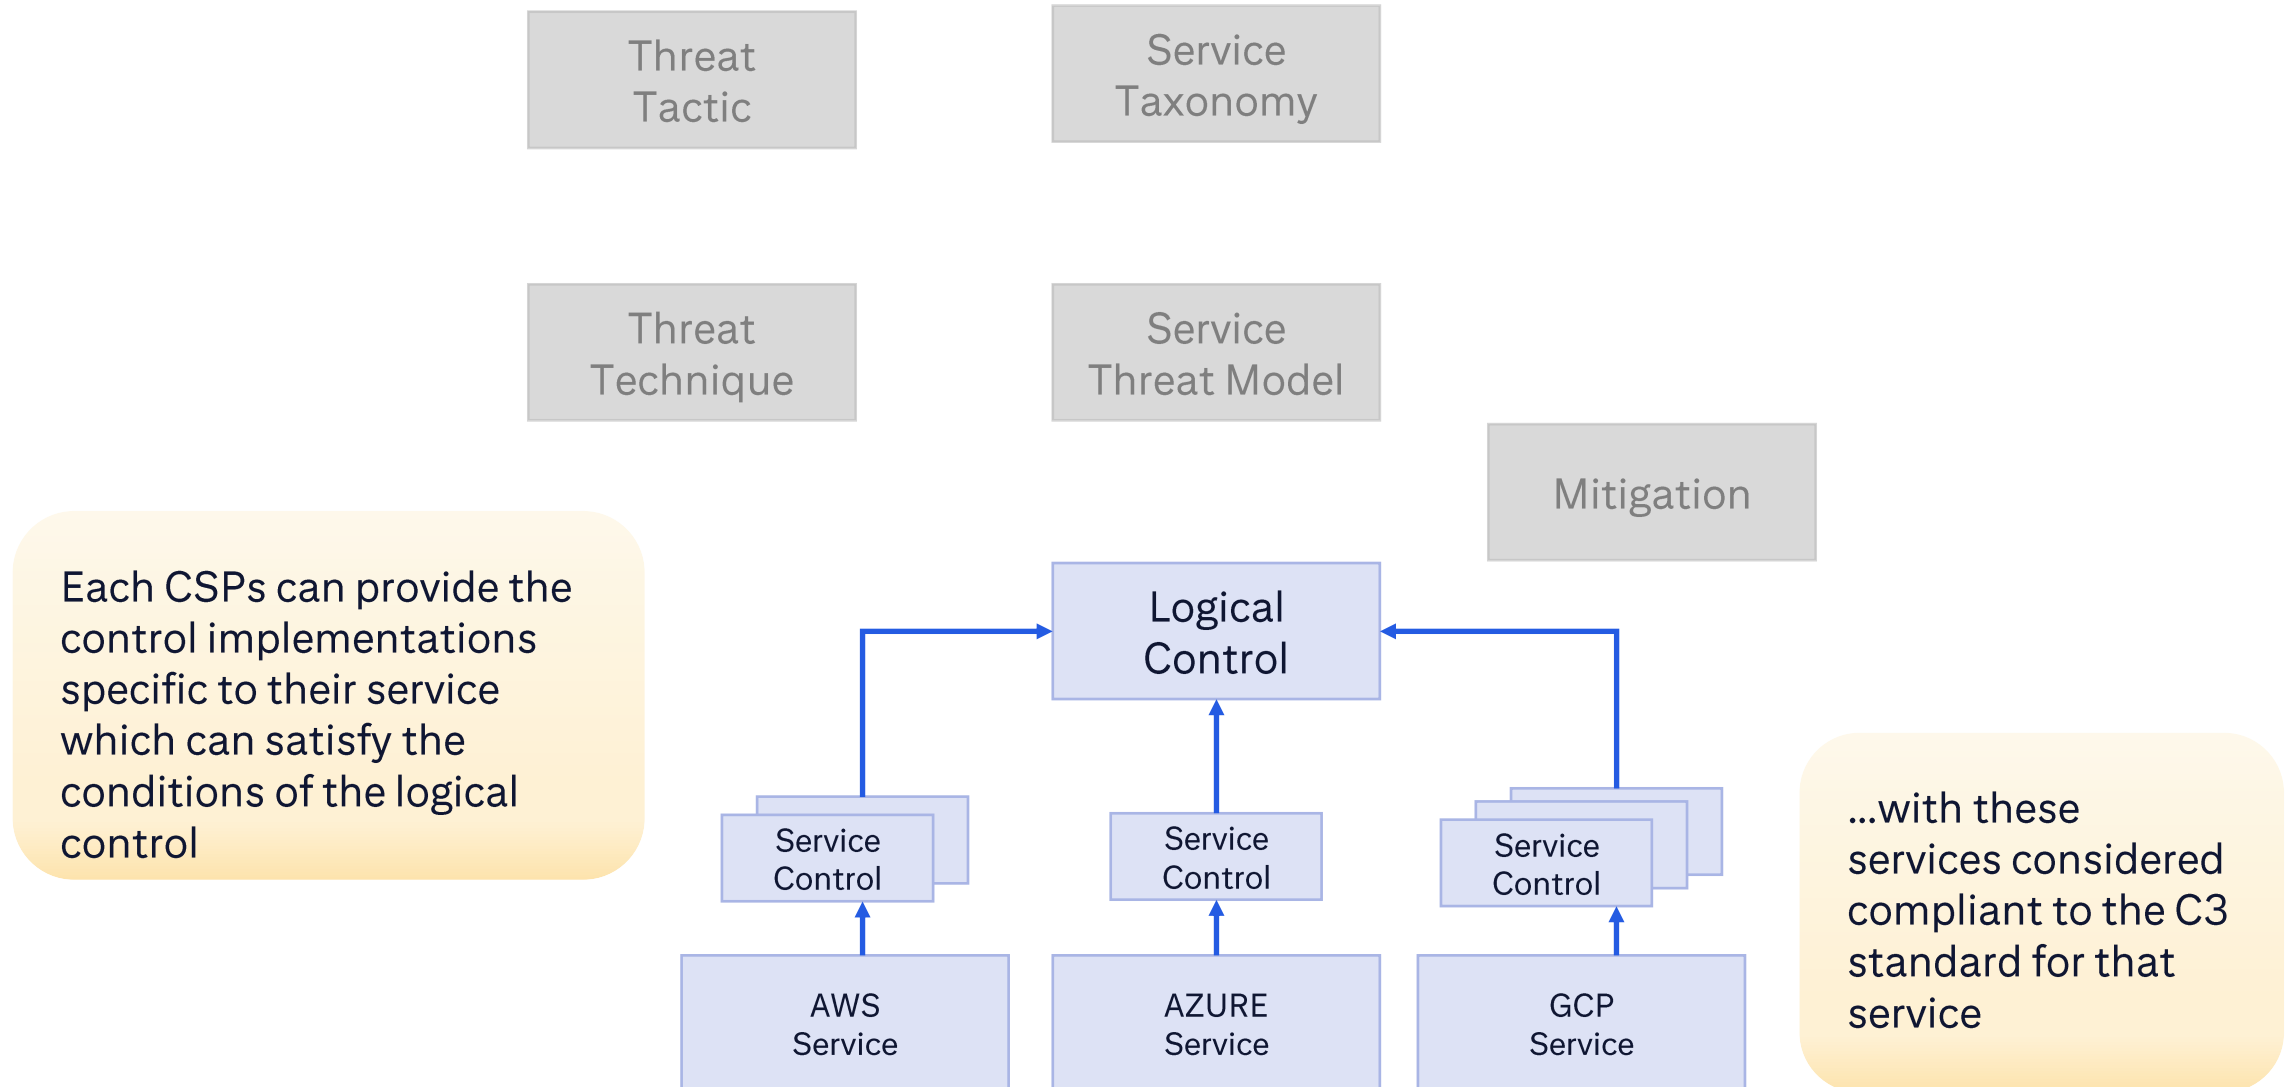 Threat
Tactic
Service
Taxonomy
Threat
Technique
Service
Threat Model
Mitigation
Each CSPs can provide the
control implementations
specific to their service
which can satisfy the
conditions of the logical
control
Logical
Control
Service
Control
Service
Control
Service
Control
AWS
Service
AZURE
Service
GCP
Service
...with these
services considered
compliant to the C3
standard for that
service